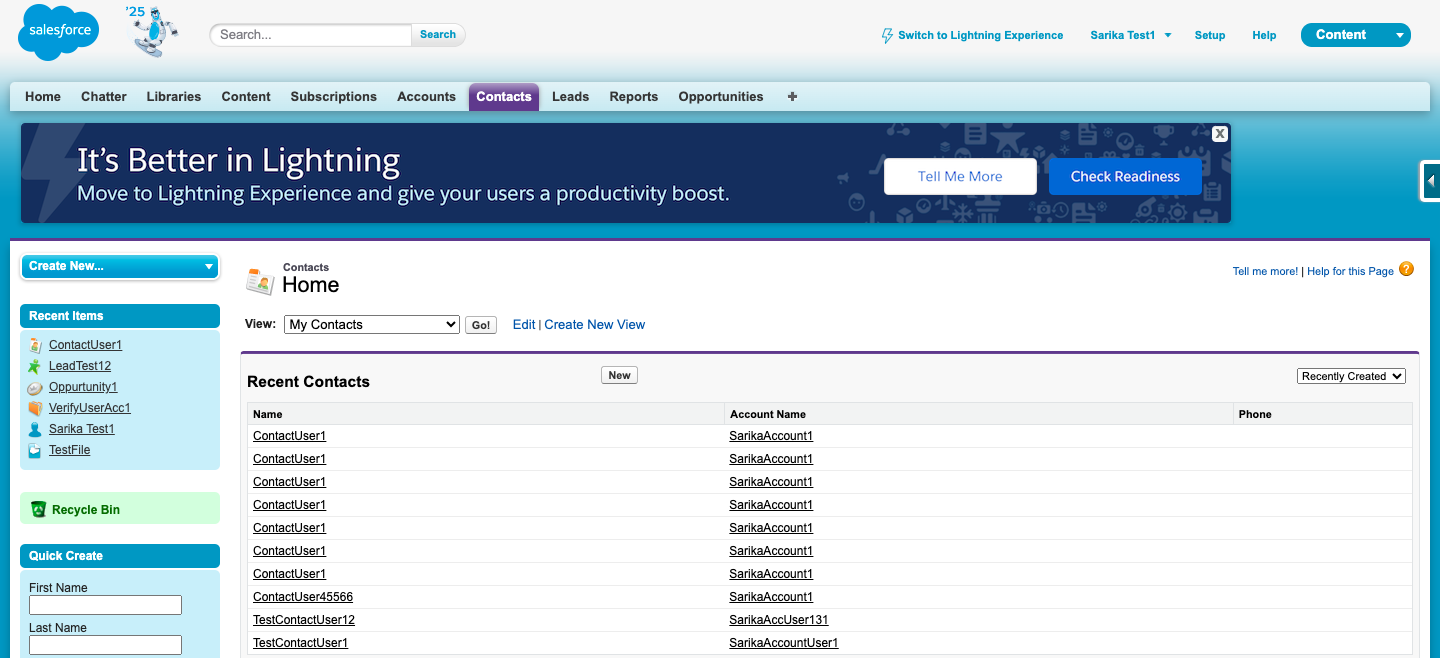 salesforce
'25
Search...
Search
Switch to Lightning Experience
Sarika Test1
Setup
Help
Content
Home Chatter Libraries Content Subscriptions Accounts Contacts Leads Reports Opportunities +
It's Better in Lightning
Move to Lightning Experience and give your users a productivity boost.
Tell Me More
Check Readiness
X
Create New...
Recent Items
ContactUser1
LeadTest12
Oppurtunity1
VerifyUserAcc1
Sarika Test1
TestFile
Recycle Bin
Quick Create
First Name
Last Name
Contacts
Home
Tell me more! | Help for this Page ?
View: My Contacts Go! Edit | Create New View
Recent Contacts New Recently Created
Name Account Name Phone
ContactUser1 SarikaAccount1
ContactUser1 SarikaAccount1
ContactUser1 SarikaAccount1
ContactUser1 SarikaAccount1
ContactUser1 SarikaAccount1
ContactUser1 SarikaAccount1
ContactUser1 SarikaAccount1
ContactUser45566 SarikaAccount1
TestContactUser12 SarikaAccUser131
TestContactUser1 SarikaAccountUser1